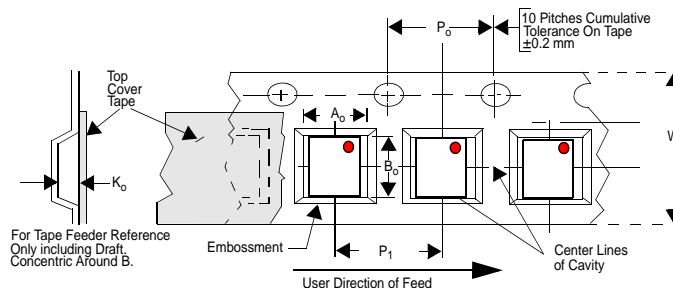 10 Pitches Cumulative
Tolerance On Tape
±0.2 mm
Po
Top
Cover
Tape
Ao
W
Bo
Ko
For Tape Feeder Reference
Only including Draft.
Concentric Around B.
Embossment
P1
Center Lines
of Cavity
User Direction of Feed